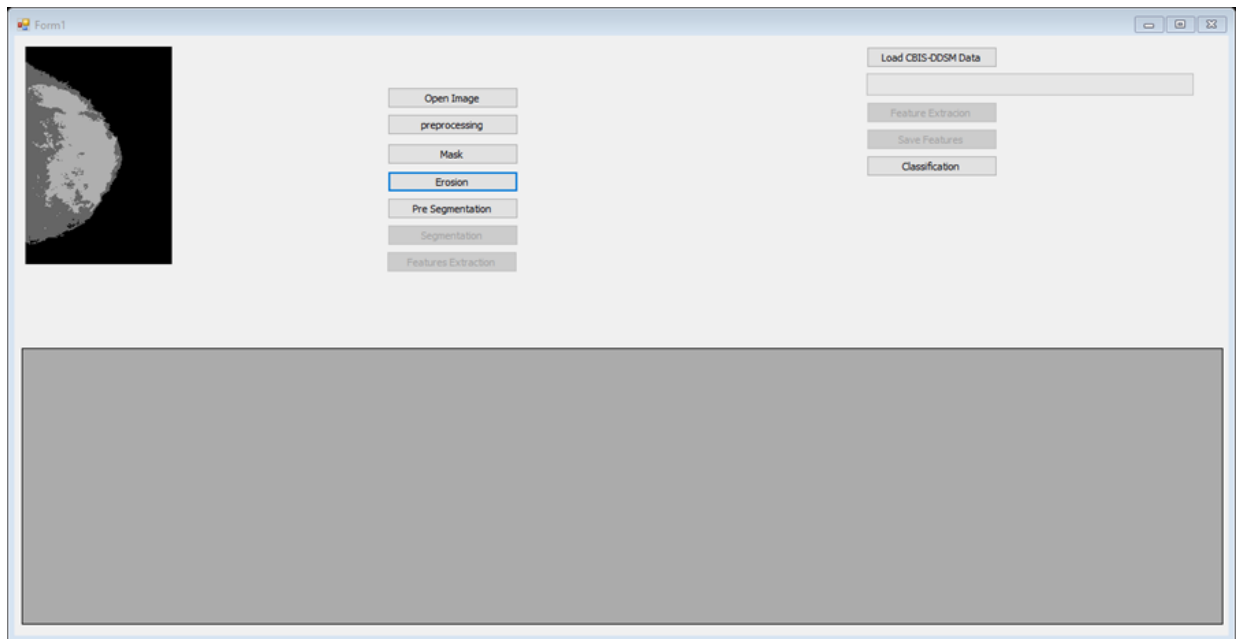 Form1
Open Image
preprocessing
Mask
Erosion
Pre Segmentation
Segmentation
Features Extraction
Load CBIS-DDSM Data
Feature Extracion
Save Features
Classification